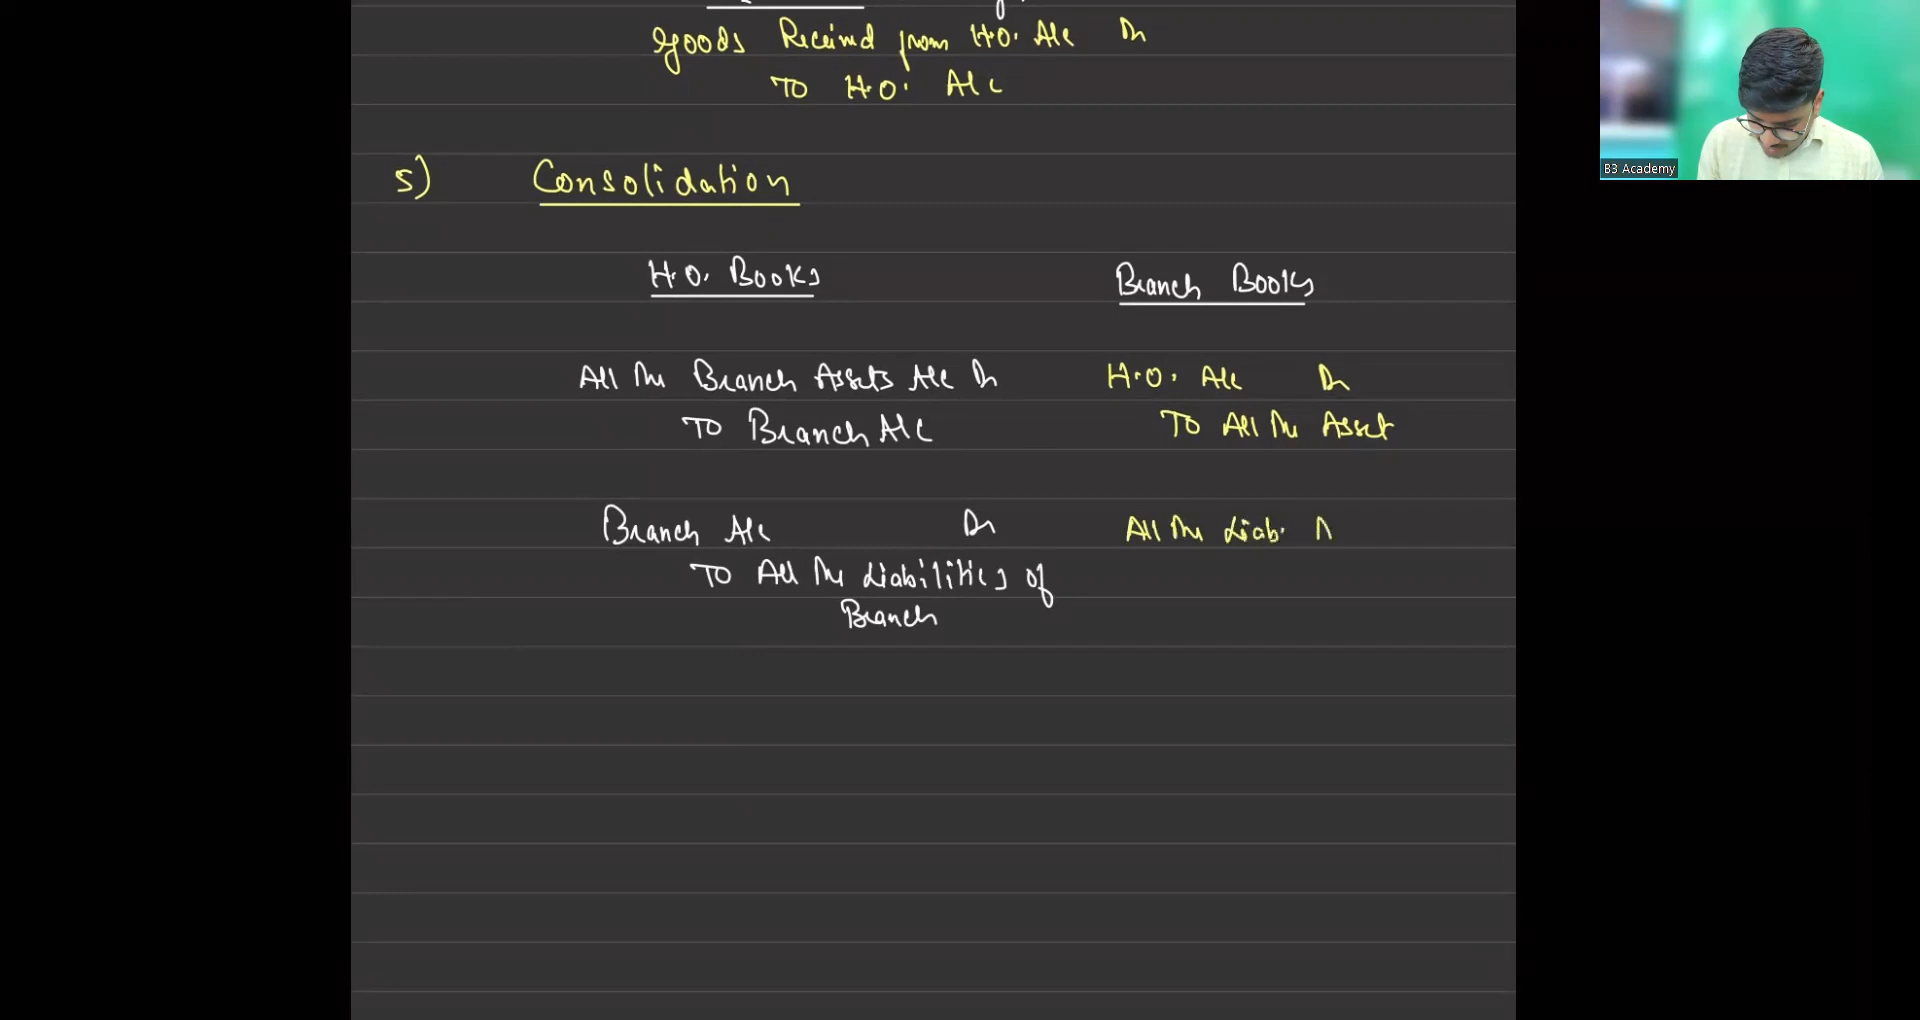 Goods Received from H.O. A/c Dr
To H.O. A/c
5) Consolidation
H.O. Books
Branch Books
All the Branch Assets A/c Dr
To Branch A/c
H.O. A/c Dr
To All the Asset
Branch A/c Dr
To All the Liabilities of
Branch
All the Liab. D
B3 Academy